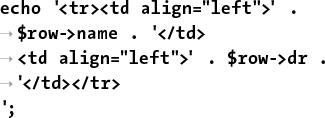 echo '<tr><td align="left">' .
→ $row->name . '</td>
→ <td align="left">' . $row->dr .
→ '</td></tr>
';